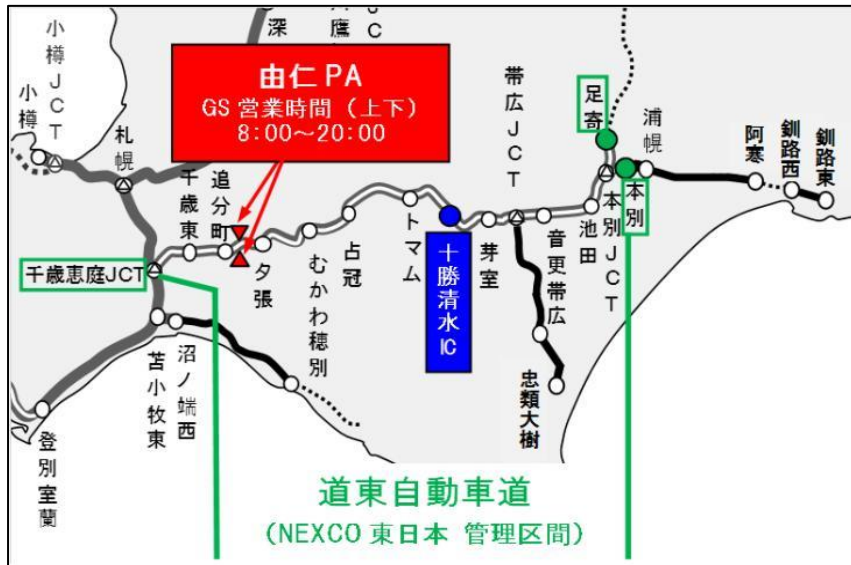 小樽JCT
小樽
札幌
深
鷹
JC
由仁PA
GS営業時間（上下）
8:00～20:00
千歳東
追分町
夕張
むかわ穂別
占冠
トマム
十勝清水IC
芽室
帯広JCT
音更帯広
池田
本別JCT
足寄
本別
浦幌
阿寒
釧路西
釧路東
忠類大樹
千歳恵庭JCT
苫小牧東
沼ノ端西
登別室蘭
道東自動車道
（NEXCO東日本 管理区間）